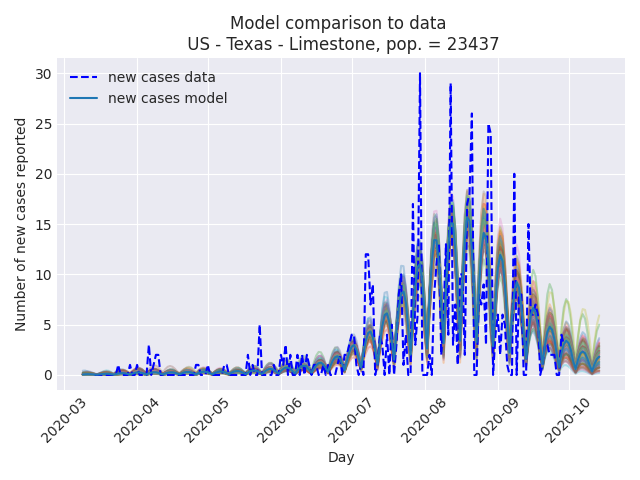 Model comparison to data
US - Texas - Limestone, pop. = 23437
new cases data
new cases model
Number of new cases reported
30
25
20
15
10
5
0
2020-03
2020-04
2020-05
2020-06
2020-07
2020-08
2020-09
2020-10
Day